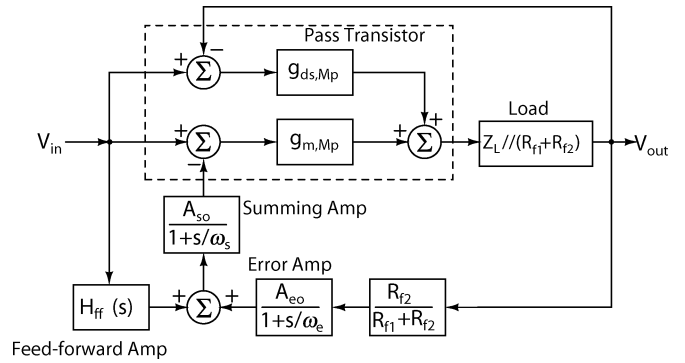 Pass Transistor
+
−
Σ
g_ds,Mp
+
+
Load
V_in
+
Σ
−
g_m,Mp
+
Σ
Z_L//(R_f1+R_f2)
V_out
A_so
1+s/ω_s
Summing Amp
Error Amp
H_ff (s)
+
Σ
+
A_eo
1+s/ω_e
R_f2
R_f1+R_f2
Feed-forward Amp